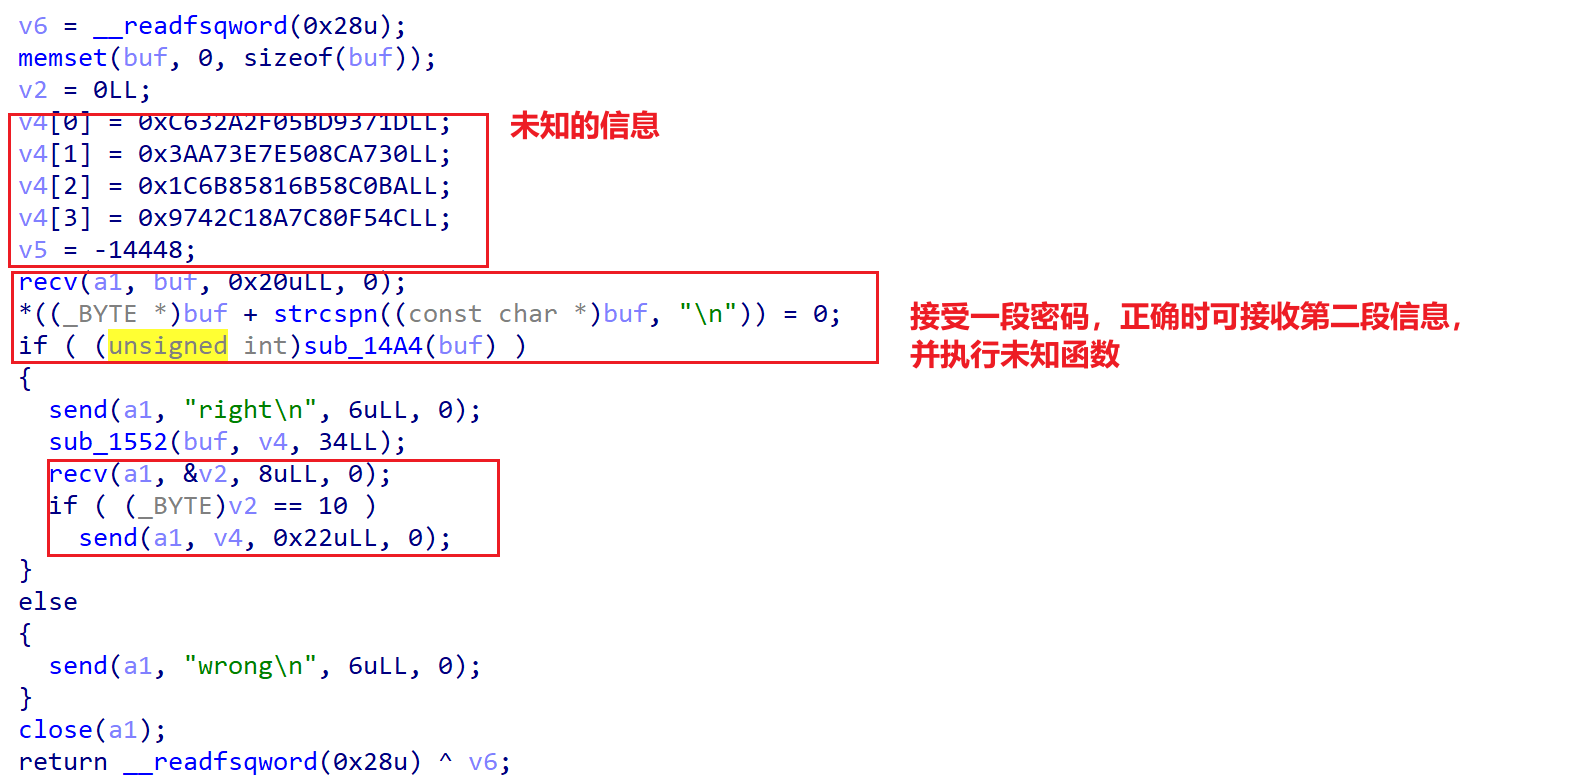 v6 = __readfsqword(0x28u);
memset(buf, 0, sizeof(buf));
v2 = 0LL;
v4[0] = 0xC632A2F05BD9371DLL;
未知的信息
v4[1] = 0x3AA73E7E508CA730LL;
v4[2] = 0x1C6B85816B58C0BALL;
v4[3] = 0x9742C18A7C80F54CLL;
v5 = -14448;
recv(a1, buf, 0x20uLL, 0);
*((_BYTE *)buf + strcspn((const char *)buf, "\n")) = 0;
if ( (unsigned int)sub_14A4(buf) )
接受一段密码，正确时可接收第二段信息，
并执行未知函数
{
send(a1, "right\n", 6uLL, 0);
sub_1552(buf, v4, 34LL);
recv(a1, &v2, 8uLL, 0);
if ( (_BYTE)v2 == 10 )
send(a1, v4, 0x22uLL, 0);
}
else
{
send(a1, "wrong\n", 6uLL, 0);
}
close(a1);
return __readfsqword(0x28u) ^ v6;